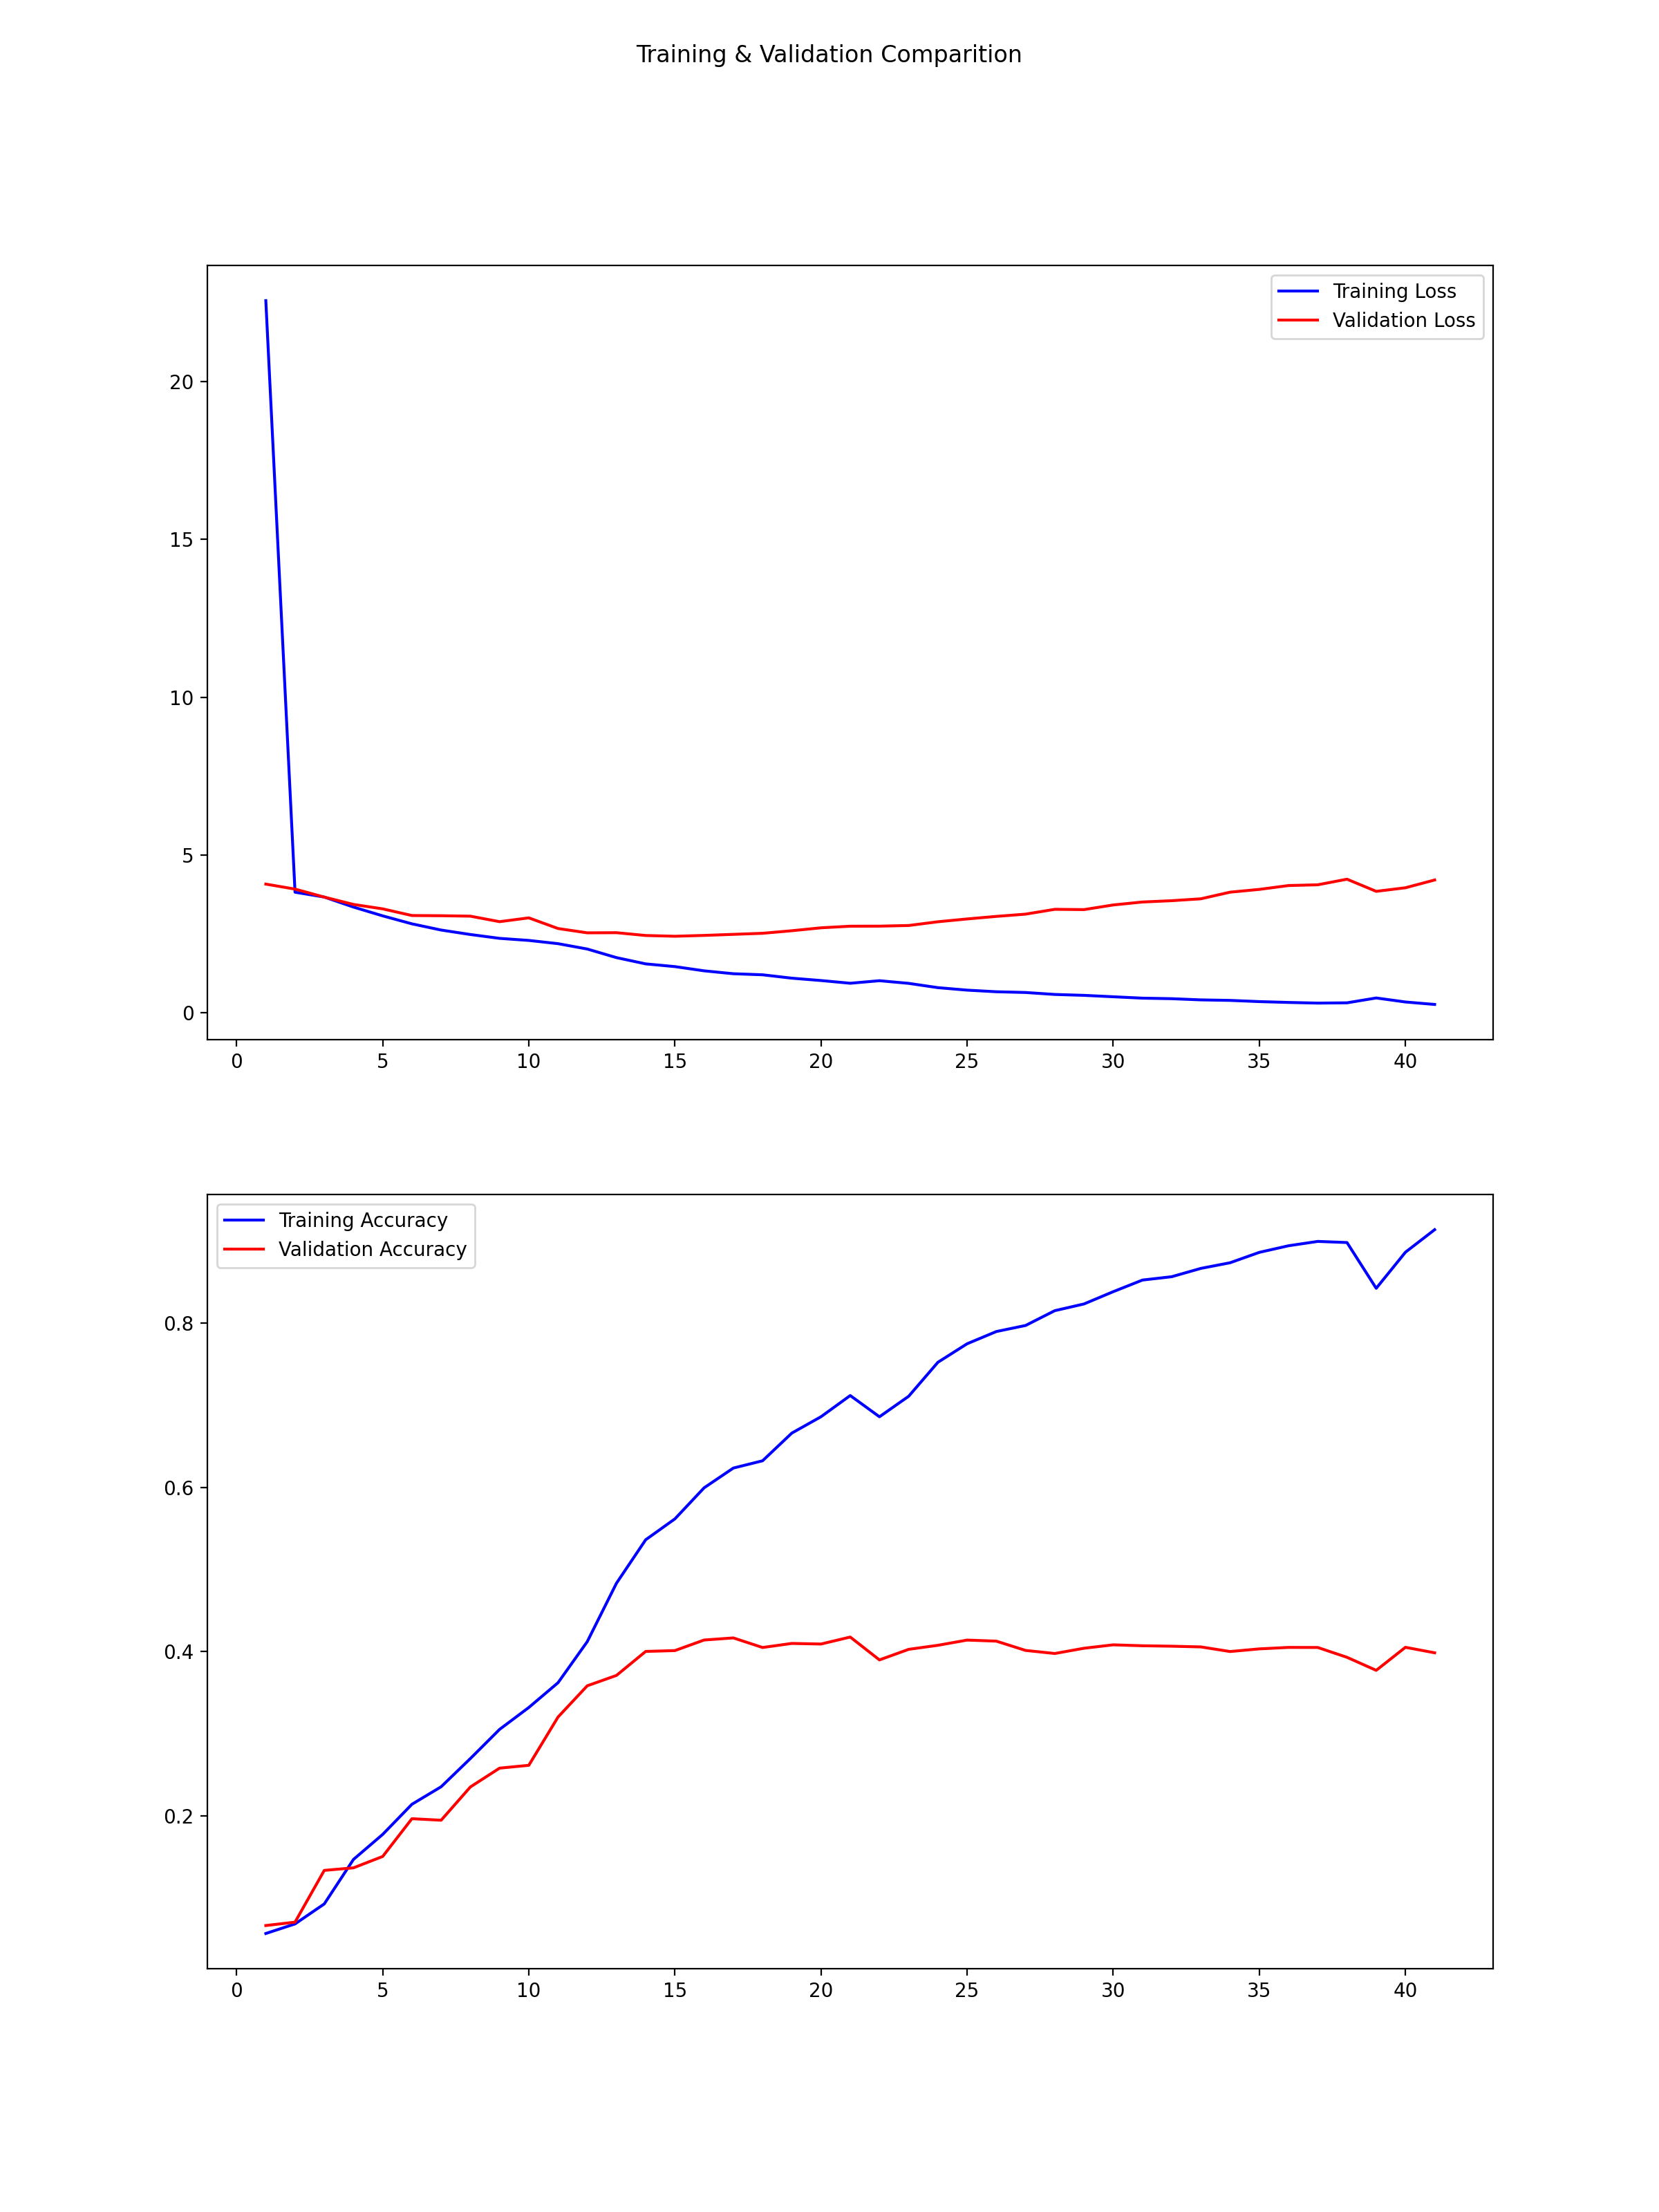 Training & Validation Comparition
Training Loss
Validation Loss
20
15
10
5
0
0 5 10 15 20 25 30 35 40
Training Accuracy
Validation Accuracy
0.8
0.6
0.4
0.2
0 5 10 15 20 25 30 35 40